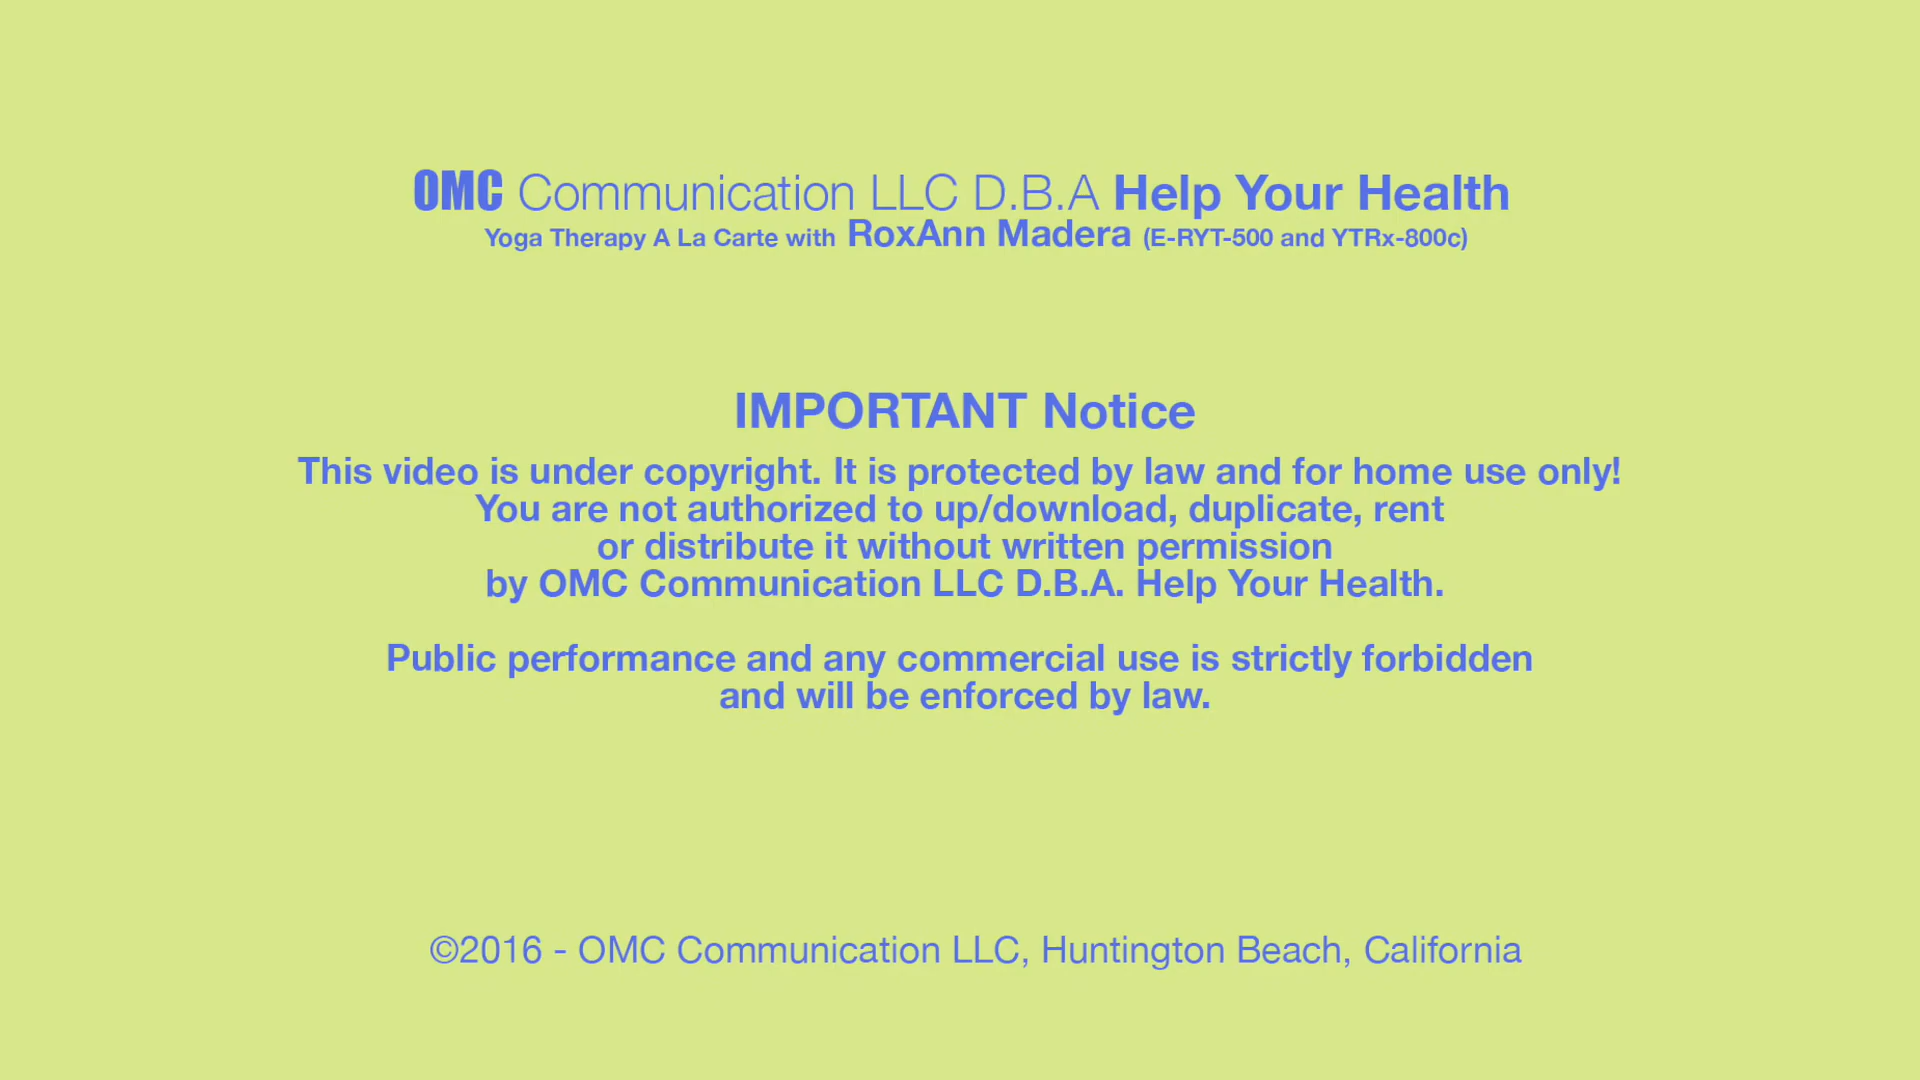 OMC Communication LLC D.B.A Help Your Health
Yoga Therapy A La Carte with RoxAnn Madera (E-RYT-500 and YTRx-800c)
IMPORTANT Notice
This video is under copyright. It is protected by law and for home use only!
You are not authorized to up/download, duplicate, rent
or distribute it without written permission
by OMC Communication LLC D.B.A. Help Your Health.
Public performance and any commercial use is strictly forbidden
and will be enforced by law.
©2016 - OMC Communication LLC, Huntington Beach, California